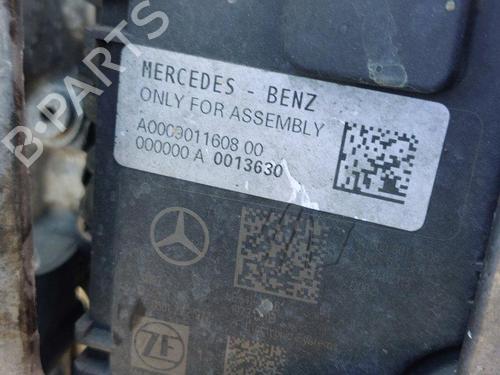 B-PARTS
MERCEDES - BENZ
ONLY FOR ASSEMBLY
A0009011608 00
000000 A 0013630
ZF